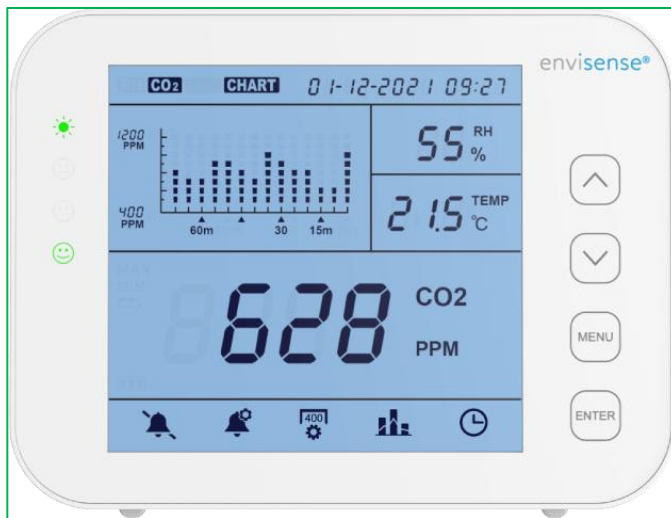 envisense®
CO2 CHART 01-12-2021 09:27
1200
PPM
400
PPM
60m 30 15m
55 RH
%
21.5 TEMP
°C
628 CO2
PPM
400
MENU
ENTER